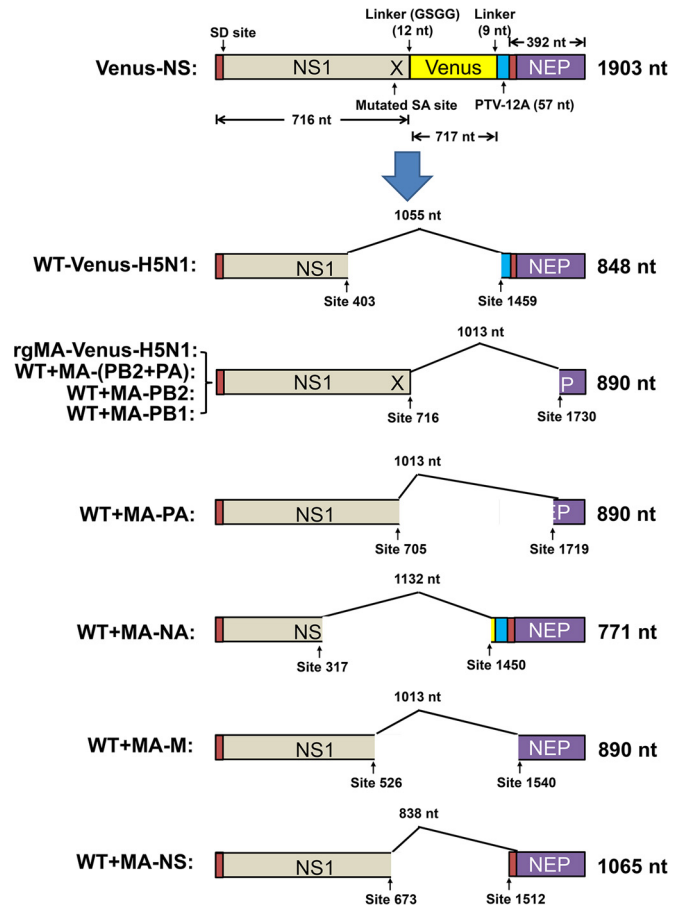 Linker (GSGG)
(12 nt)
Linker
(9 nt)
SD site
392 nt
Venus-NS:
NS1
X
Venus
NEP
1903 nt
Mutated SA site
PTV-12A (57 nt)
716 nt
717 nt
1055 nt
WT-Venus-H5N1:
NS1
NEP
848 nt
Site 403
Site 1459
1013 nt
rgMA-Venus-H5N1:
WT+MA-(PB2+PA):
WT+MA-PB2:
WT+MA-PB1:
NS1
X
P
890 nt
Site 716
Site 1730
1013 nt
WT+MA-PA:
NS1
EP
890 nt
Site 705
Site 1719
1132 nt
WT+MA-NA:
NS
NEP
771 nt
Site 317
Site 1450
1013 nt
WT+MA-M:
NS1
NEP
890 nt
Site 526
Site 1540
838 nt
WT+MA-NS:
NS1
NEP
1065 nt
Site 673
Site 1512